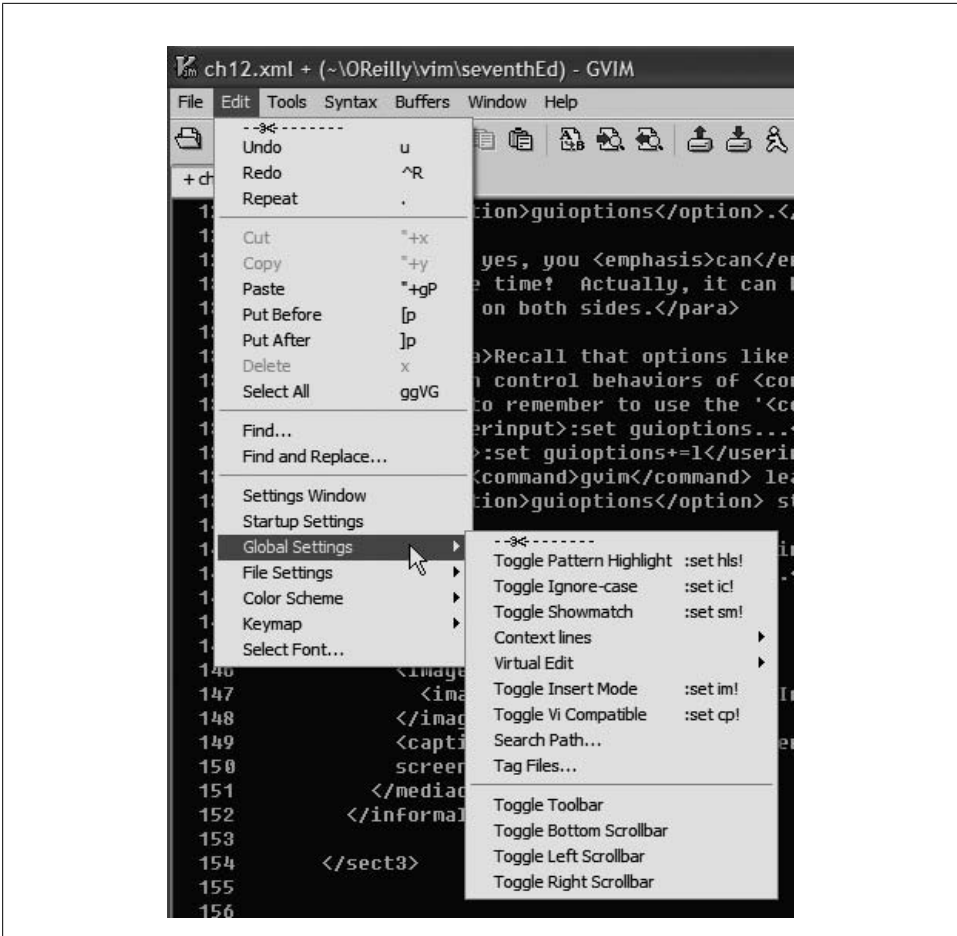 ch12.xml + (~\OReilly\vim\seventhEd) - GVIM
File Edit Tools Syntax Buffers Window Help
Undo u
Redo ^R
Repeat .
Cut "+x
Copy "+y
Paste "+gP
Put Before [p
Put After ]p
Delete x
Select All ggVG
Find...
Find and Replace...
Settings Window
Startup Settings
Global Settings
File Settings
Color Scheme
Keymap
Select Font...
Toggle Pattern Highlight :set hls!
Toggle Ignore-case :set ic!
Toggle Showmatch :set sm!
Context lines
Virtual Edit
Toggle Insert Mode :set im!
Toggle Vi Compatible :set cp!
Search Path...
Tag Files...
Toggle Toolbar
Toggle Bottom Scrollbar
Toggle Left Scrollbar
Toggle Right Scrollbar
+ ch
tion>guioptions</option>.</
yes, you <emphasis>can</e
time! Actually, it can
on both sides.</para>
>Recall that options like
control behaviors of <co
to remember to use the '<c
erinput>:set guioptions...<
>:set guioptions+=l</useri
<command>gvim</command> lea
tion>guioptions</option> s
146 <image
147 <ima
148 </imag
149 <capti
150 screen
151 </mediao
152 </informal
153
154 </sect3>
155
156